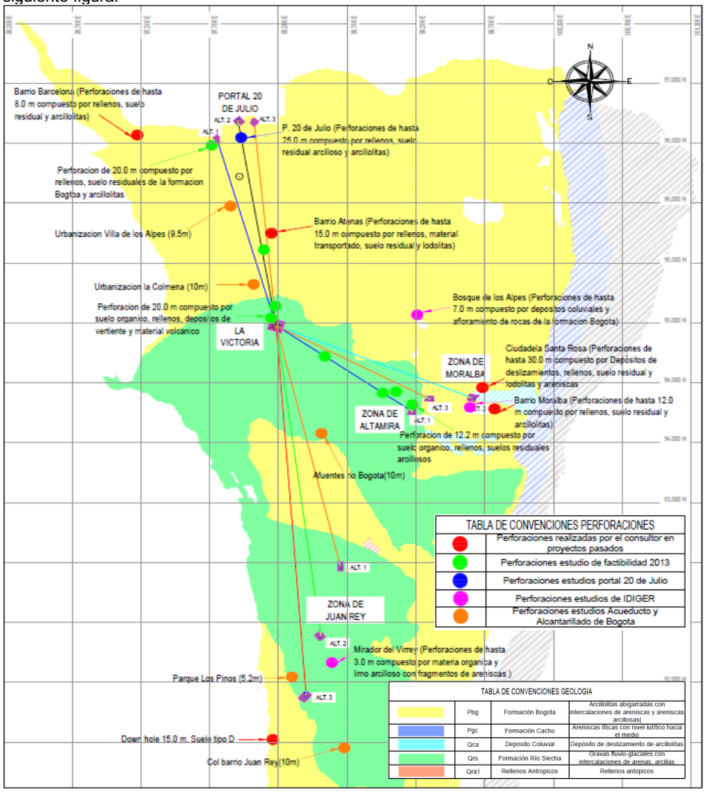 siguiente figura:
N
O
E
S
97.000 N
96.000 N
95.000 N
94.000 N
93.000 N
Barrio Barcelona (Perforaciones de hasta
8.0 m compuesto por rellenos, suelo
residual y arcillolitas)
PORTAL 20
DE JULIO
ALT. 2
ALT. 3
ALT. 1
P. 20 de Julio (Perforaciones de hasta
25.0 m compuesto por rellenos, suelo
residual arcilloso y arcillolitas)
Perforacion de 20.0 m compuesto por
rellenos, suelo residuales de la formacion
Bogtoa y arcillolitas
Urbanizacion Villa de los Alpes (9.5m)
Barrio Atenas (Perforaciones de hasta
15.0 m compuesto por rellenos, material
transportado, suelo residual y lodolitas)
Urbanizacion la Colmena (10m)
Perforacion de 20.0 m compuesto por
suelo organico, rellenos, depositos de
vertiente y material volcanico
LA
VICTORIA
Bosque de los Alpes (Perforaciones de hasta
7.0 m compuesto por depositos coluviales y
afloramiento de rocas de la formacion Bogota)
ZONA DE
MORALBA
Ciudadela Santa Rosa (Perforaciones de
hasta 30.0 m compuesto por Depósitos de
deslizamientos, rellenos, suelo residual y
lodolitas y areniscas
Barrio Moralba (Perforaciones de hasta 12.0
m compuesto por rellenos, suelo residual y
arcillolitas)
ALT. 3
ALT. 2
ZONA DE
ALTAMIRA
ALT. 1
Perforacion de 12.2 m compuesto por
suelo organico, rellenos, suelos residuales
arcillosos
Afuentes rio Bogota(10m)
TABLA DE CONVENCIONES PERFORACIONES
Perforaciones realizadas por el consultor en
proyectos pasados
Perforaciones estudio de factibilidad 2013
Perforaciones estudios portal 20 de Julio
Perforaciones estudios de IDIGER
Perforaciones estudios Acueducto y
Alcantarillado de Bogota
ALT. 1
ZONA DE
JUAN REY
ALT. 2
Mirador del Virrey (Perforaciones de hasta
3.0 m compuesto por materia organica y
limo arcilloso con fragmentos de areniscas )
Parque Los Pinos (5.2m)
ALT. 3
Down hole 15.0 m. Suelo tipo D
Col barrio Juan Rey(10m)
TABLA DE CONVENCIONES GEOLOGIA
Pbg Formación Bogota Arcillolitas abigarradas con
intercalaciones de areniscas y areniscas
arcillosas)
Pgc Formación Cacho Areniscas líticas con nivel lutítico hacia
el medio
Qca Deposito Coluvial Depósito de deslizamiento de arcillolitas
Qrs Formación Río Siecha Gravas fluvio-glaciales con
intercalaciones de arenas, arcillas
Qra1 Rellenos Antropicos Rellenos antopicos